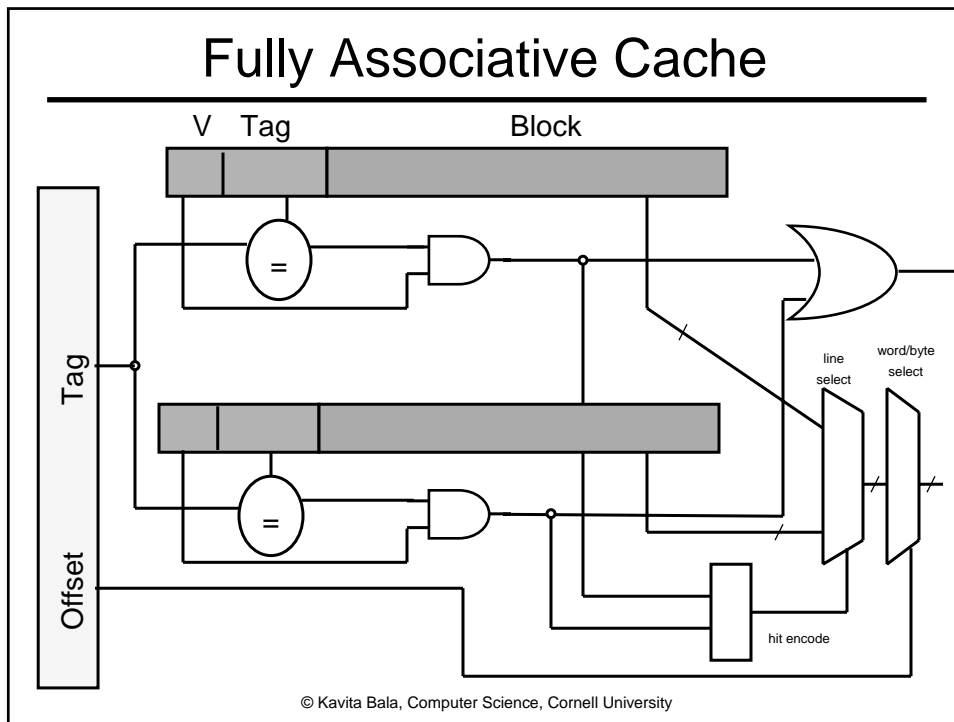 Fully Associative Cache
V Tag Block
=
Tag
line
select
word/byte
select
=
Offset
hit encode
© Kavita Bala, Computer Science, Cornell University